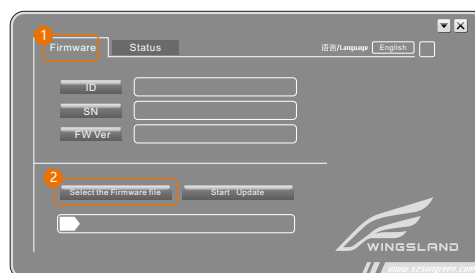 1
Firmware Status 语言/Language English
ID
SN
FW Ver
2
Select the Firmware file Start Update
WINGSLAND
www.szsungreen.com